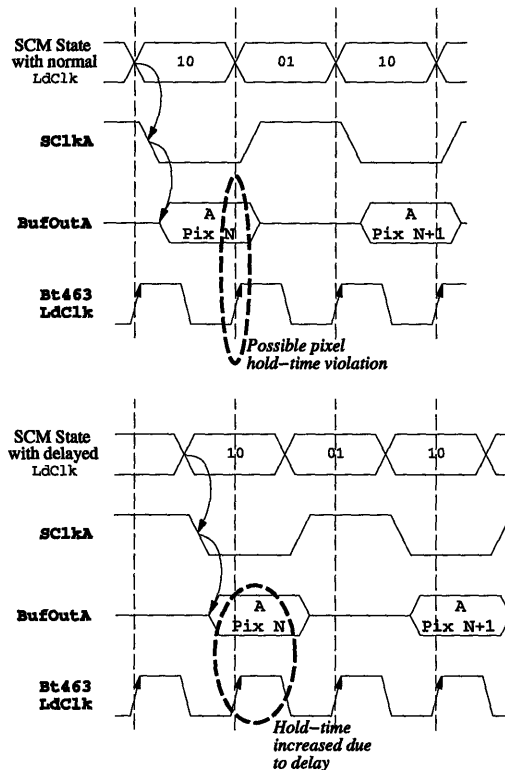 SCM State
with normal
LdClk
10
01
10
SClkA
BufOutA
A
Pix N
A
Pix N+1
Bt463
LdClk
Possible pixel
hold-time violation
SCM State
with delayed
LdClk
10
01
10
SClkA
BufOutA
A
Pix N
A
Pix N+1
Bt463
LdClk
Hold-time
increased due
to delay